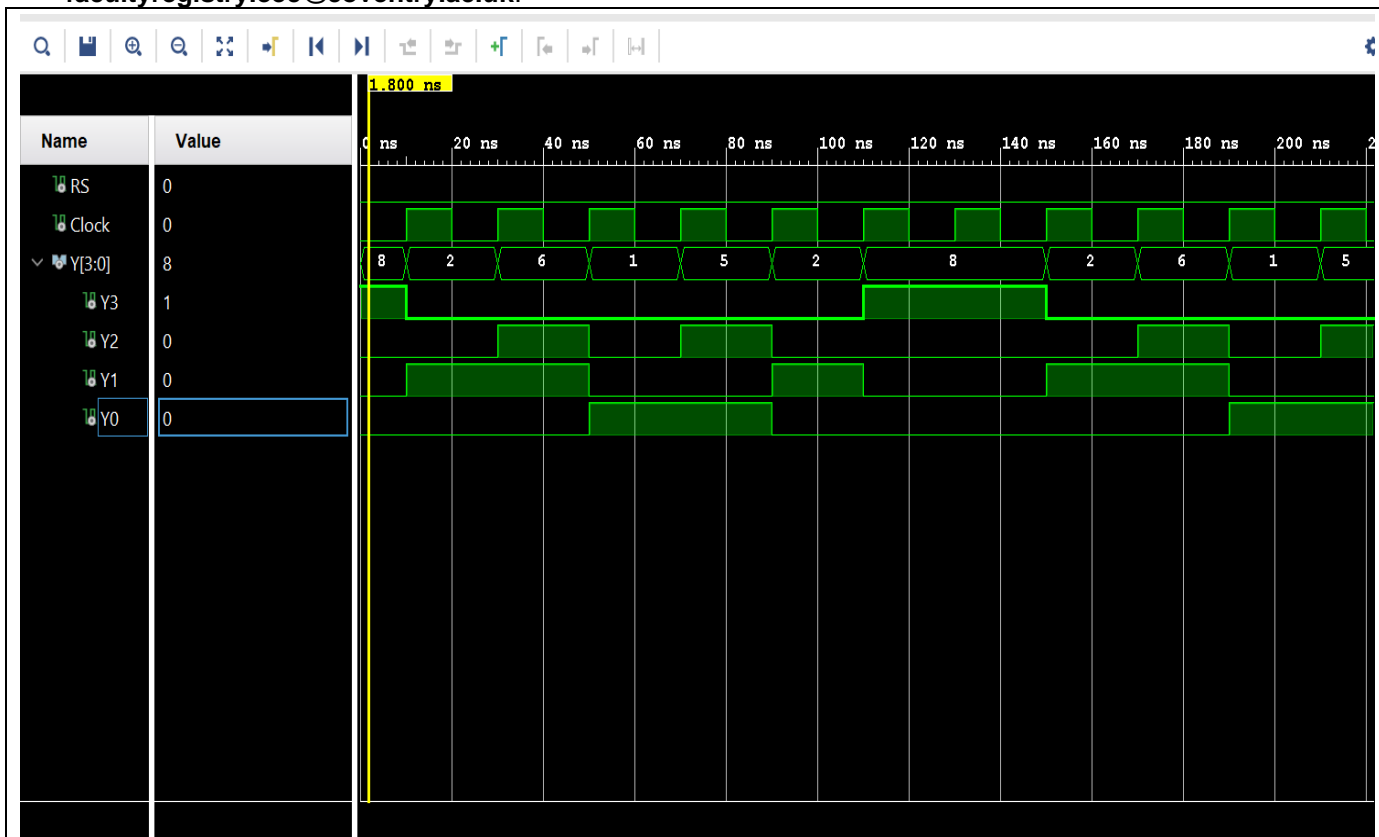 1.800 ns
Name Value
0 ns 20 ns 40 ns 60 ns 80 ns 100 ns 120 ns 140 ns 160 ns 180 ns 200 ns 2
RS 0
Clock 0
Y[3:0] 8 8 2 6 1 5 2 8 2 6 1 5
Y3 1
Y2 0
Y1 0
Y0 0